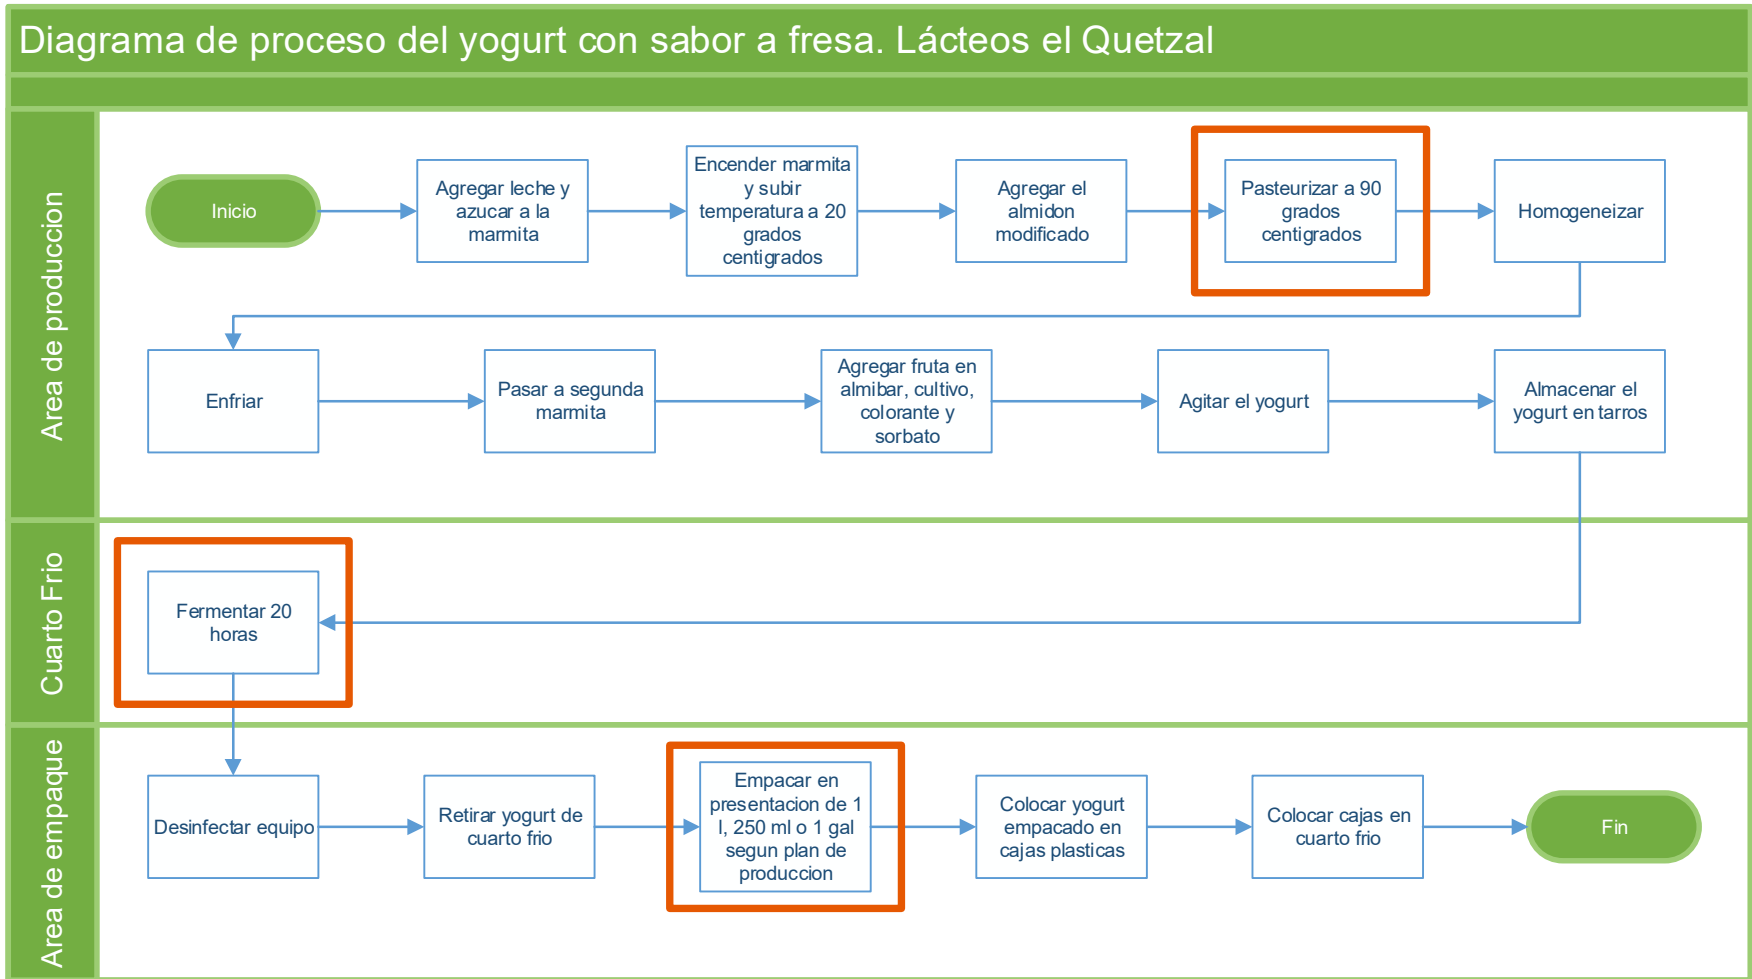 Diagrama de proceso del yogurt con sabor a fresa. Lácteos el Quetzal
Area de produccion
Inicio
Agregar leche y
azucar a la
marmita
Encender marmita
y subir
temperatura a 20
grados
centigrados
Agregar el
almidon
modificado
Pasteurizar a 90
grados
centigrados
Homogeneizar
Enfriar
Pasar a segunda
marmita
Agregar fruta en
almibar, cultivo,
colorante y
sorbato
Agitar el yogurt
Almacenar el
yogurt en tarros
Cuarto Frio
Fermentar 20
horas
Area de empaque
Desinfectar equipo
Retirar yogurt de
cuarto frio
Empacar en
presentacion de 1
l, 250 ml o 1 gal
segun plan de
produccion
Colocar yogurt
empacado en
cajas plasticas
Colocar cajas en
cuarto frio
Fin